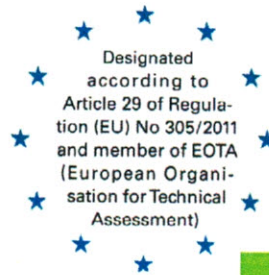 Designated
according to
Article 29 of Regula-
tion (EU) No 305/2011
and member of EOTA
(European Organi-
sation for Technical
Assessment)